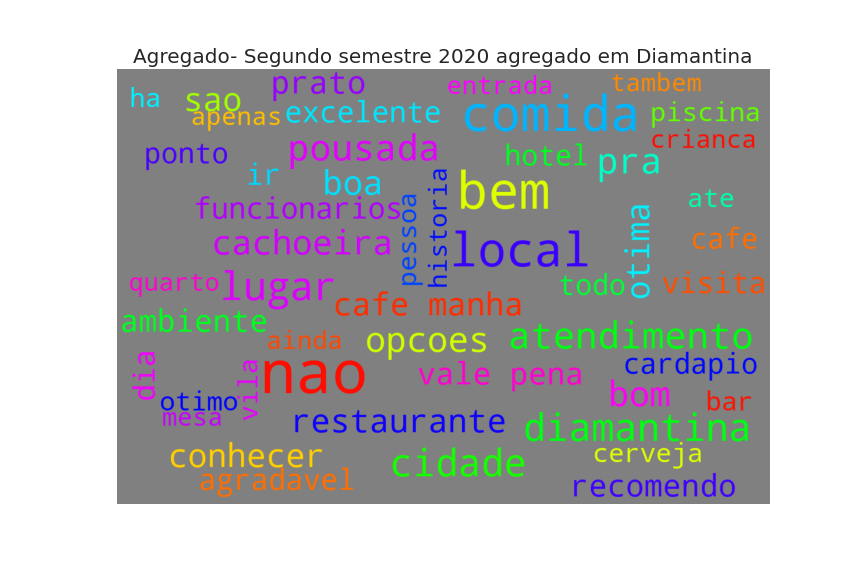 Agregado- Segundo semestre 2020 agregado em Diamantina
ha
sao
prato
entrada
tambem
apenas
excelente
comida
piscina
crianca
ponto
pousada
hotel
pra
ir
boa
bem
ate
funcionarios
pessoa
historia
otima
cafe
cachoeira
local
quarto
lugar
cafe manha
todo
visita
ambiente
ainda
opcoes
atendimento
dia
vila
nao
vale pena
cardapio
otimo
mesa
restaurante
bom
bar
diamantina
conhecer
cidade
cerveja
agradavel
recomendo